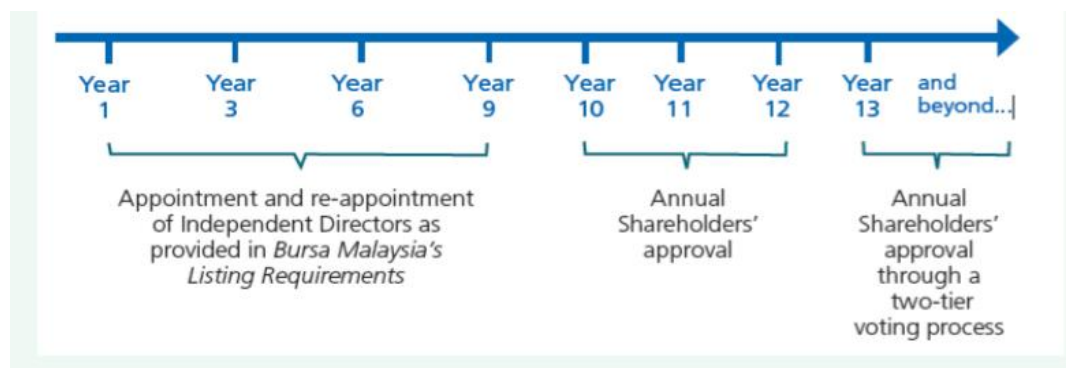 Year Year Year Year Year Year Year Year and
1 3 6 9 10 11 12 13 beyond...
Appointment and re-appointment
of Independent Directors as
provided in Bursa Malaysia's
Listing Requirements
Annual
Shareholders'
approval
Annual
Shareholders'
approval
through a
two-tier
voting process